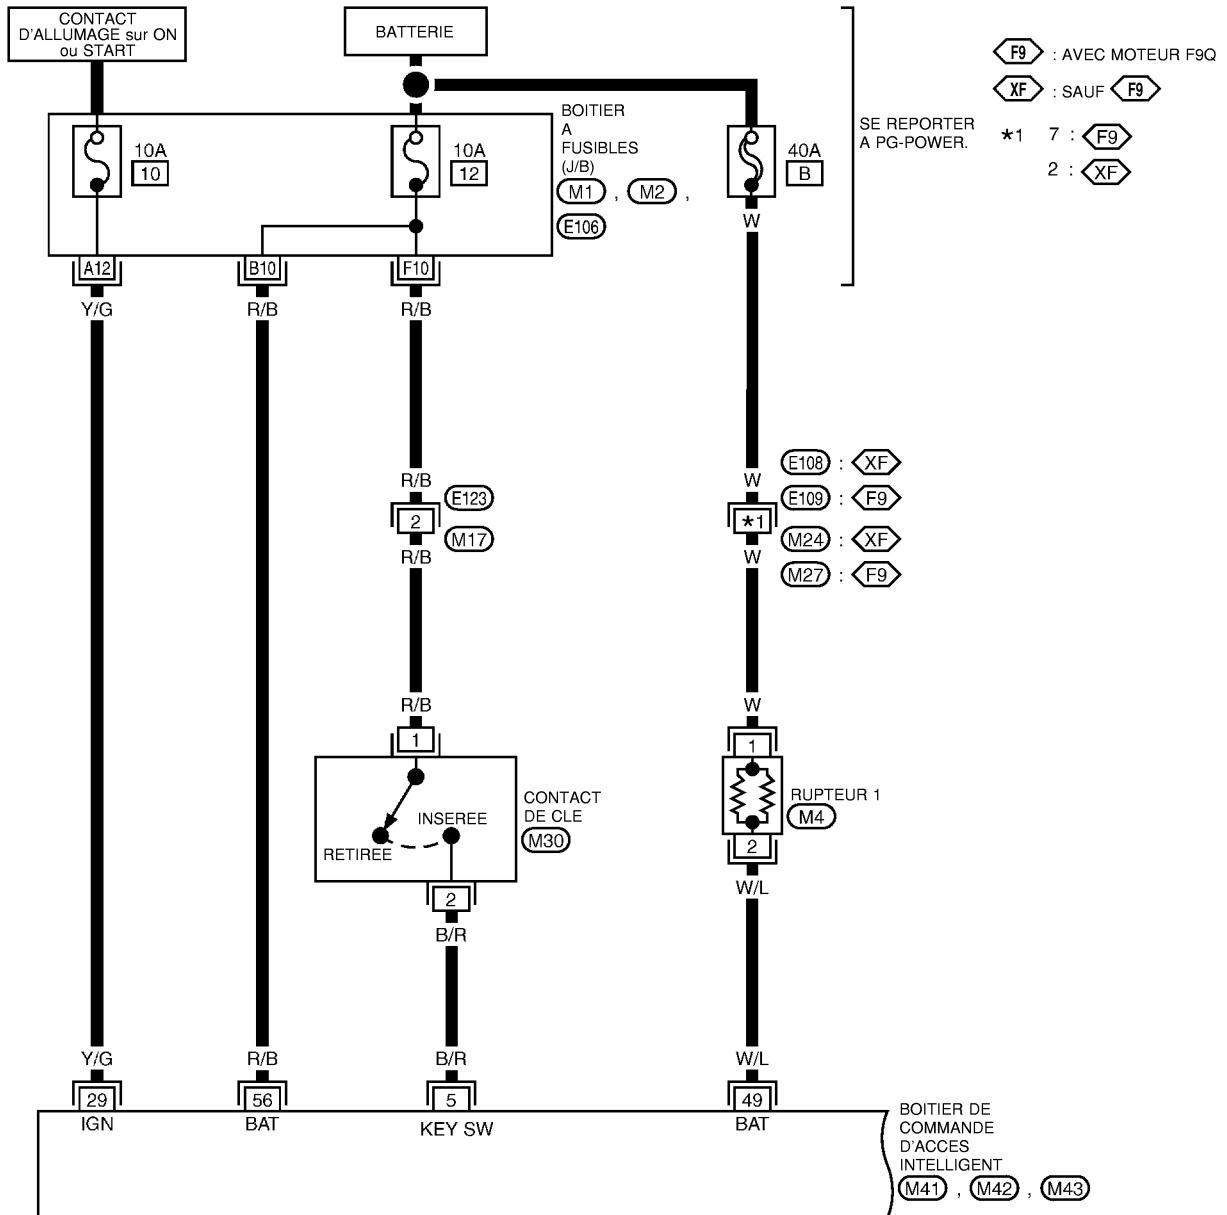 CONTACT
D'ALLUMAGE sur ON
ou START
BATTERIE
F9 : AVEC MOTEUR F9Q
XF : SAUF F9
*1 7 : F9
2 : XF
SE REPORTER
A PG-POWER.
BOITIER
A
FUSIBLES
(J/B)
M1 , M2 ,
E106
10A
10
10A
12
40A
B
W
A12
B10
F10
Y/G
R/B
R/B
R/B
E123
2
M17
R/B
W
E108 : XF
E109 : F9
*1
M24 : XF
W
M27 : F9
R/B
W
1
1
CONTACT
DE CLE
M30
INSEREE
RETIREE
RUPTEUR 1
M4
2
2
W/L
B/R
Y/G
R/B
B/R
W/L
29
56
5
49
IGN
BAT
KEY SW
BAT
BOITIER DE
COMMANDE
D'ACCES
INTELLIGENT
M41 , M42 , M43